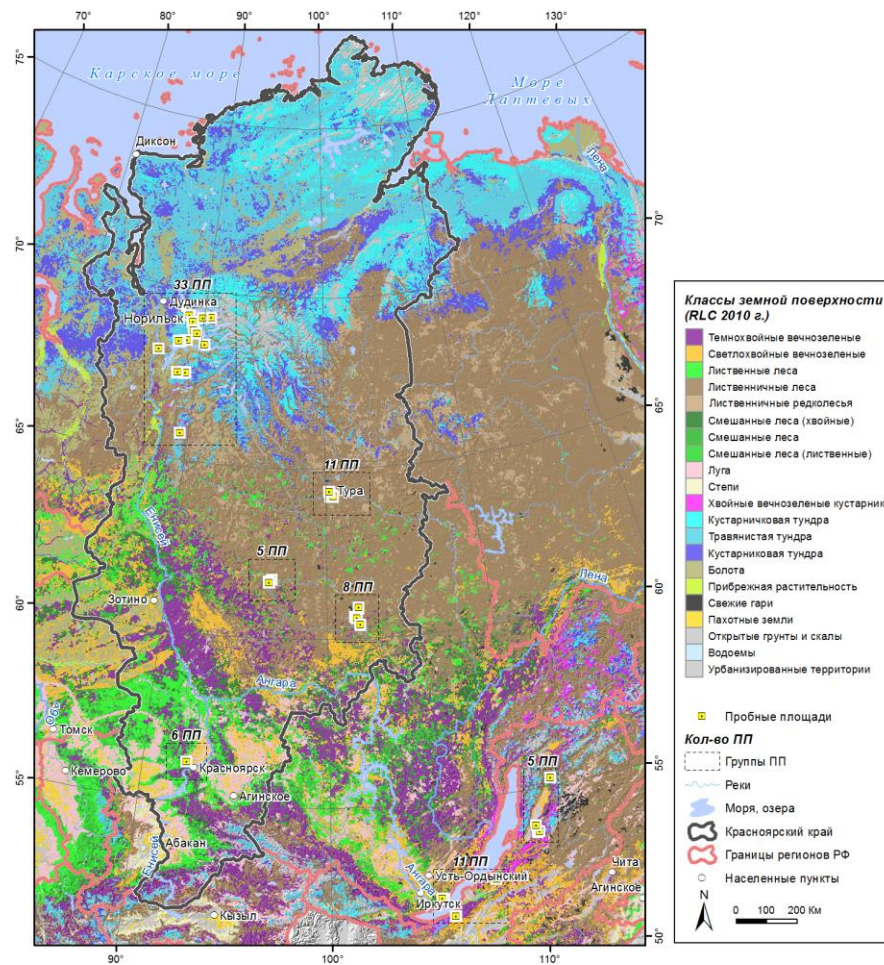 70° 80° 90° 100° 110° 120° 130°
75°
Карское море
Море
Лаптевых
Диксон
Лена
70°
70°
33 ПП
Дудинка
Норильск
65°
65°
11 ПП
Тура
Енисей
5 ПП
8 ПП
Лена
60°
60°
Зотино
Ангара
Обь
Томск
6 ПП
Красноярск
5 ПП
Кемерово
55°
55°
Агинское
Абакан
11 ПП
Усть-Ордынский
Ангара
Чита
Агинское
Енисей
Иркутск
Кызыл
50°
90° 100° 110°
Классы земной поверхности
(RLC 2010 г.)
Темнохвойные вечнозеленые
Светлохвойные вечнозеленые
Лиственные леса
Лиственничные леса
Лиственничные редколесья
Смешанные леса (хвойные)
Смешанные леса
Смешанные леса (лиственные)
Луга
Степи
Хвойные вечнозеленые кустарник
Кустарничковая тундра
Травянистая тундра
Кустарниковая тундра
Болота
Прибрежная растительность
Свежие гари
Пахотные земли
Открытые грунты и скалы
Водоемы
Урбанизированные территории
Пробные площади
Кол-во ПП
Группы ПП
Реки
Моря, озера
Красноярский край
Границы регионов РФ
Населенные пункты
N
0 100 200 Км